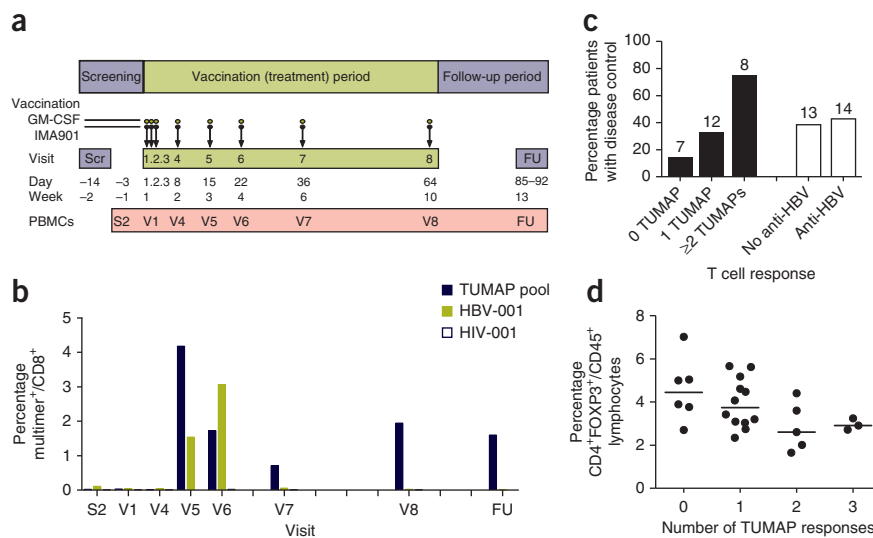 a
Screening Vaccination (treatment) period Follow-up period
Vaccination
GM-CSF
IMA901
Visit Scr 1.2.3 4 5 6 7 8 FU
Day –14 –3 1.2.3 8 15 22 36 64 85–92
Week –2 –1 1 2 3 4 6 10 13
PBMCs S2 V1 V4 V5 V6 V7 V8 FU
b
TUMAP pool
HBV-001
HIV-001
Percentage
multimer+/CD8+
5
4
3
2
1
0
S2 V1 V4 V5 V6 V7 V8 FU
Visit
c
Percentage patients
with disease control
100
80
60
40
20
0
7 12 8 13 14
0 TUMAP
1 TUMAP
≥2 TUMAPs
No anti-HBV
Anti-HBV
T cell response
d
Percentage
CD4+FOXP3+/CD45+
lymphocytes
8
6
4
2
0
0 1 2 3
Number of TUMAP responses